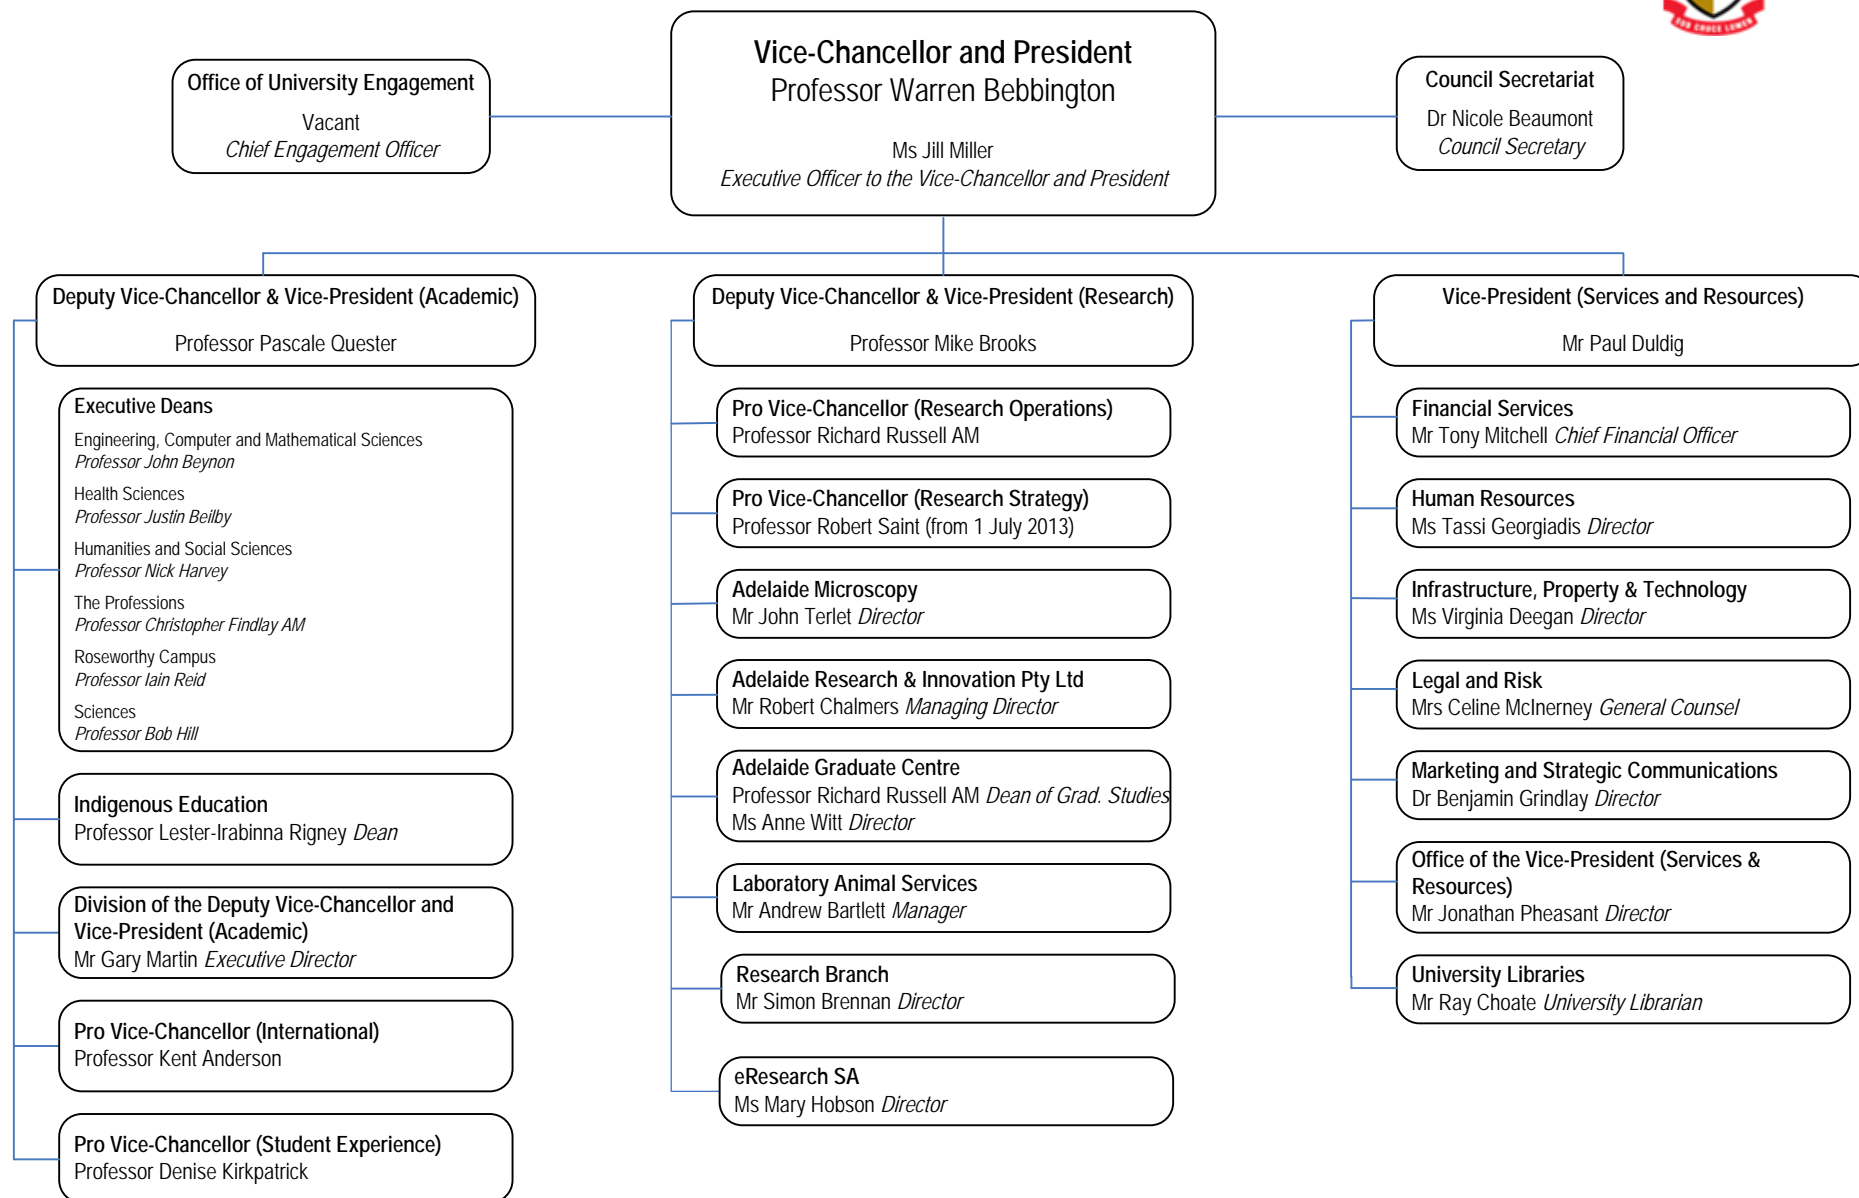 SUB CRUCE LUMEN
Vice-Chancellor and President
Professor Warren Bebbington
Ms Jill Miller
Executive Officer to the Vice-Chancellor and President
Office of University Engagement
Vacant
Chief Engagement Officer
Council Secretariat
Dr Nicole Beaumont
Council Secretary
Deputy Vice-Chancellor & Vice-President (Academic)
Professor Pascale Quester
Executive Deans
Engineering, Computer and Mathematical Sciences
Professor John Beynon
Health Sciences
Professor Justin Beilby
Humanities and Social Sciences
Professor Nick Harvey
The Professions
Professor Christopher Findlay AM
Roseworthy Campus
Professor Iain Reid
Sciences
Professor Bob Hill
Indigenous Education
Professor Lester-Irabinna Rigney Dean
Division of the Deputy Vice-Chancellor and
Vice-President (Academic)
Mr Gary Martin Executive Director
Pro Vice-Chancellor (International)
Professor Kent Anderson
Pro Vice-Chancellor (Student Experience)
Professor Denise Kirkpatrick
Deputy Vice-Chancellor & Vice-President (Research)
Professor Mike Brooks
Pro Vice-Chancellor (Research Operations)
Professor Richard Russell AM
Pro Vice-Chancellor (Research Strategy)
Professor Robert Saint (from 1 July 2013)
Adelaide Microscopy
Mr John Terlet Director
Adelaide Research & Innovation Pty Ltd
Mr Robert Chalmers Managing Director
Adelaide Graduate Centre
Professor Richard Russell AM Dean of Grad. Studies
Ms Anne Witt Director
Laboratory Animal Services
Mr Andrew Bartlett Manager
Research Branch
Mr Simon Brennan Director
eResearch SA
Ms Mary Hobson Director
Vice-President (Services and Resources)
Mr Paul Duldig
Financial Services
Mr Tony Mitchell Chief Financial Officer
Human Resources
Ms Tassi Georgiadis Director
Infrastructure, Property & Technology
Ms Virginia Deegan Director
Legal and Risk
Mrs Celine McInerney General Counsel
Marketing and Strategic Communications
Dr Benjamin Grindlay Director
Office of the Vice-President (Services &
Resources)
Mr Jonathan Pheasant Director
University Libraries
Mr Ray Choate University Librarian